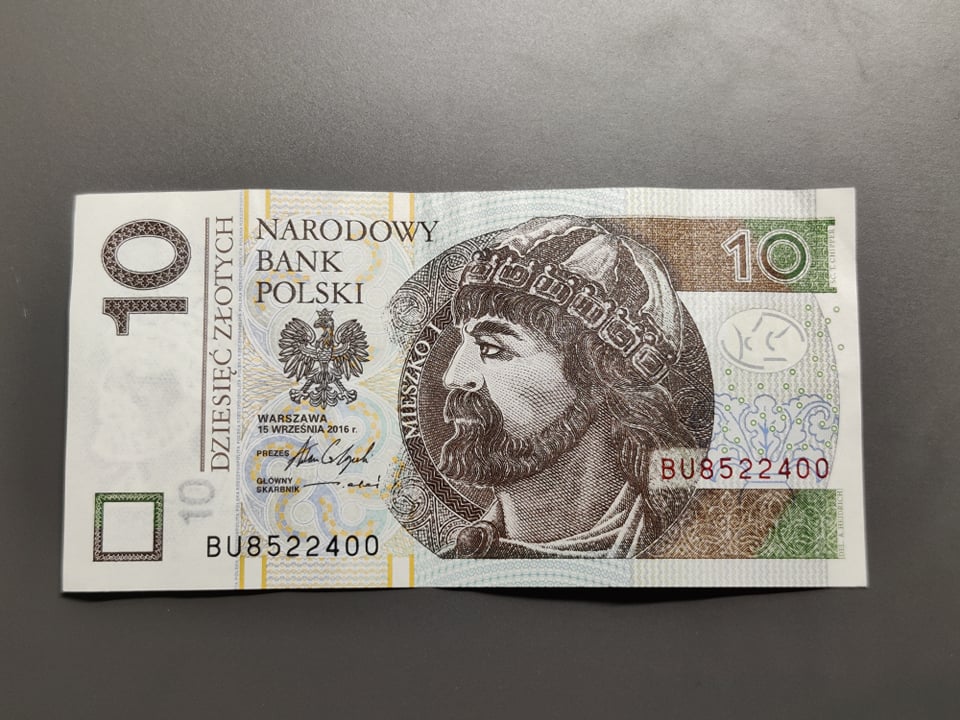 10
DZIESIĘĆ ZŁOTYCH
NARODOWY
BANK
POLSKI
WARSZAWA
15 WRZEŚNIA 2016 r.
PREZES
GŁÓWNY
SKARBNIK
BU8522400
10
MIESZKO I
10
BU8522400